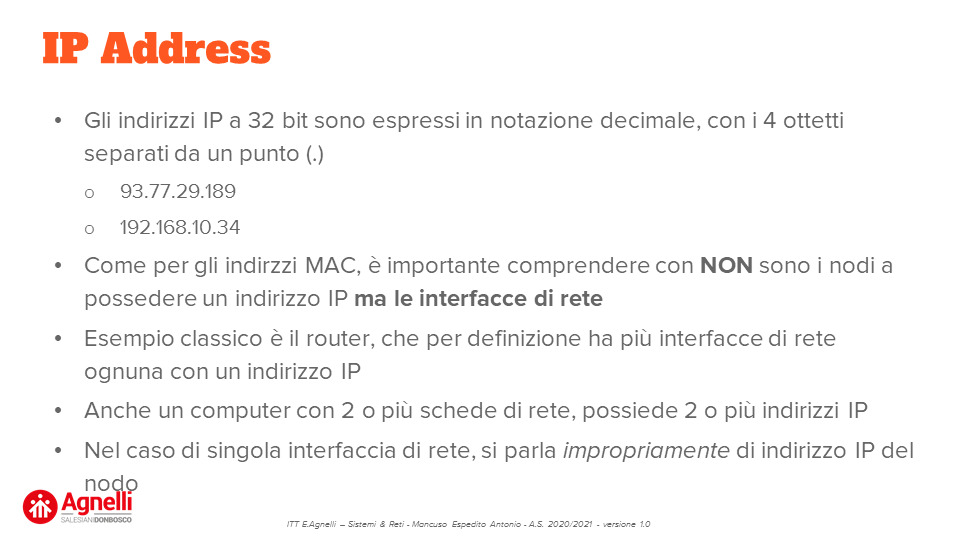 IP Address
• Gli indirizzi IP a 32 bit sono espressi in notazione decimale, con i 4 ottetti
separati da un punto (.)
o 93.77.29.189
o 192.168.10.34
• Come per gli indirzzi MAC, è importante comprendere con NON sono i nodi a
possedere un indirizzo IP ma le interfacce di rete
• Esempio classico è il router, che per definizione ha più interfacce di rete
ognuna con un indirizzo IP
• Anche un computer con 2 o più schede di rete, possiede 2 o più indirizzi IP
• Nel caso di singola interfaccia di rete, si parla impropriamente di indirizzo IP del
nodo
Agnelli
SALESIANIDONBOSCO
ITT E.Agnelli – Sistemi & Reti - Mancuso Espedito Antonio - A.S. 2020/2021 - versione 1.0